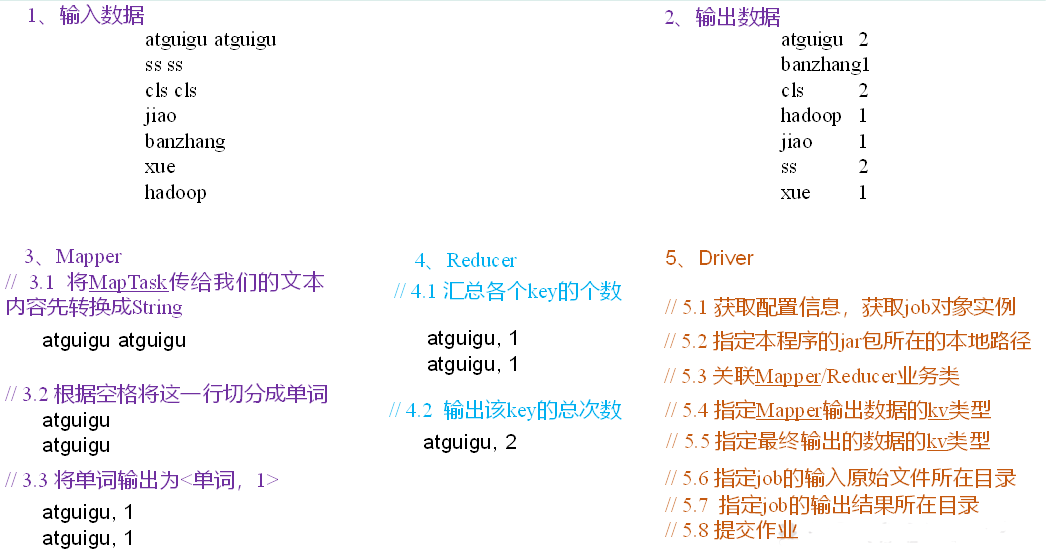 1、输入数据
atguigu atguigu
ss ss
cls cls
jiao
banzhang
xue
hadoop
2、输出数据
atguigu 2
banzhang1
cls 2
hadoop 1
jiao 1
ss 2
xue 1
3、Mapper
// 3.1 将MapTask传给我们的文本
内容先转换成String
atguigu atguigu
// 3.2 根据空格将这一行切分成单词
atguigu
atguigu
// 3.3 将单词输出为<单词，1>
atguigu, 1
atguigu, 1
4、Reducer
// 4.1 汇总各个key的个数
atguigu, 1
atguigu, 1
// 4.2 输出该key的总次数
atguigu, 2
5、Driver
// 5.1 获取配置信息，获取job对象实例
// 5.2 指定本程序的jar包所在的本地路径
// 5.3 关联Mapper/Reducer业务类
// 5.4 指定Mapper输出数据的kv类型
// 5.5 指定最终输出的数据的kv类型
// 5.6 指定job的输入原始文件所在目录
// 5.7 指定job的输出结果所在目录
// 5.8 提交作业